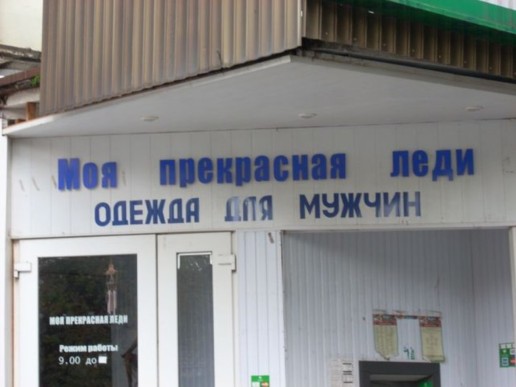 Моя прекрасная леди
ОДЕЖДА ДЛЯ МУЖЧИН
МОЯ ПРЕКРАСНАЯ ЛЕДИ
Режим работы
9.00 до